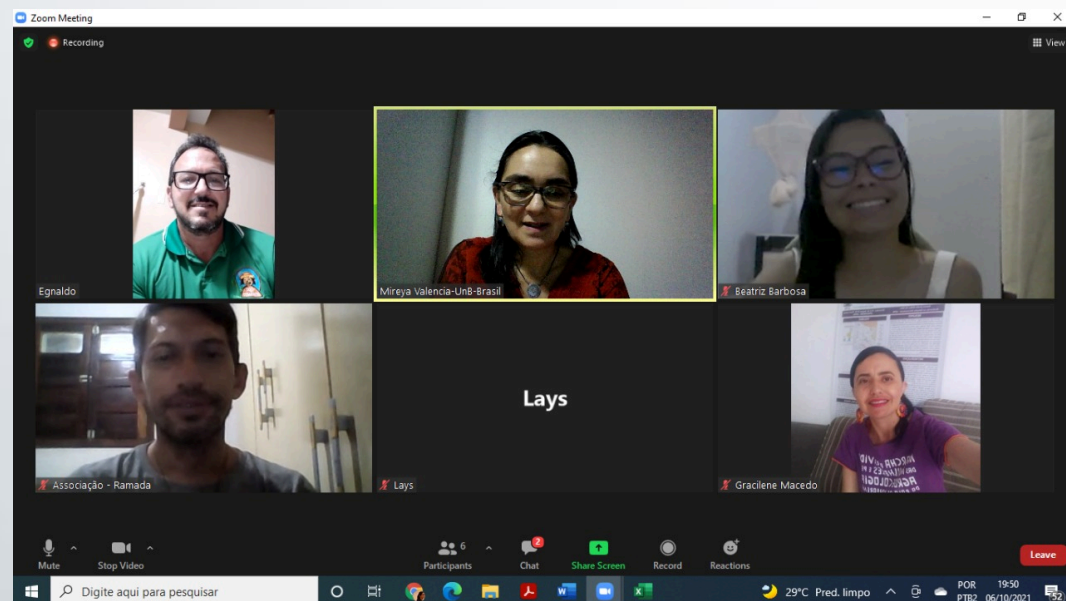 Zoom Meeting
Recording
View
Egnaldo
Mireya Valencia-UnB-Brasil
Beatriz Barbosa
Lays
Associação - Ramada
Lays
Gracilene Macedo
Mute
Stop Video
6
Participants
2
Chat
Share Screen
Record
Reactions
Leave
Digite aqui para pesquisar
29°C Pred. limpo
POR
PTB2
19:50
06/10/2021
52